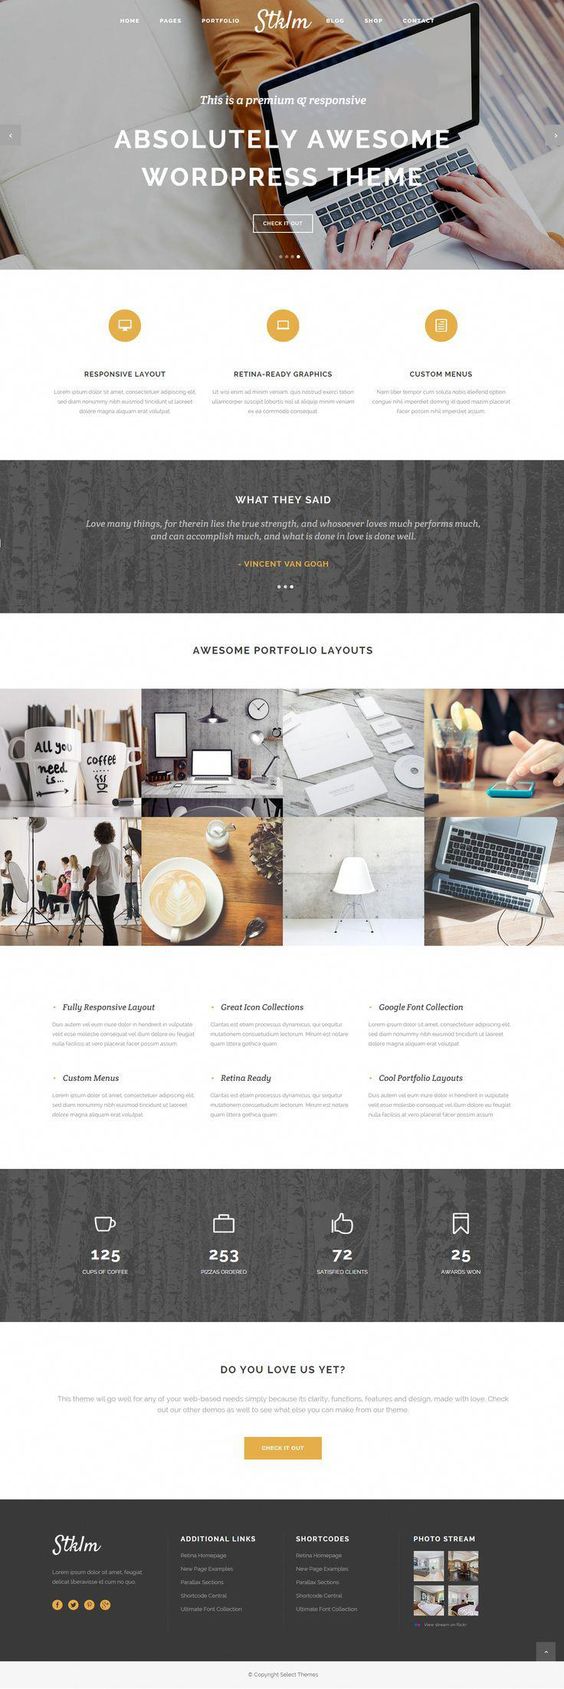 HOME PAGES PORTFOLIO Stklm BLOG SHOP CONTACT
This is a premium & responsive
ABSOLUTELY AWESOME
WORDPRESS THEME
CHECK IT OUT
RESPONSIVE LAYOUT
Lorem ipsum dolor sit amet, consectetuer adipiscing elit,
sed diam nonummy nibh euismod tincidunt ut laoreet
dolore magna aliquam erat volutpat.
RETINA-READY GRAPHICS
Ut wisi enim ad minim veniam, quis nostrud exerci tation
ullamcorper suscipit lobortis nisl ut aliquip minim veniam
ex ea commodo consequat.
CUSTOM MENUS
Nam liber tempor cum soluta nobis eleifend option
congue nihil imperdiet doming id quod mazim placerat
facer possim nihil imperdiet assum.
WHAT THEY SAID
Love many things, for therein lies the true strength, and whosoever loves much performs much,
and can accomplish much, and what is done in love is done well.
- VINCENT VAN GOGH
AWESOME PORTFOLIO LAYOUTS
All you
need
is...
coffee
Fully Responsive Layout
Duis autem vel eum iriure dolor in hendrerit in vulputate
velit esse molestie consequat vel illum dolore eu feugiat
nulla facilisis at vero placerat facer possim assum.
Great Icon Collections
Claritas est etiam processus dynamicus, qui sequitur
mutationem consuetudium lectorum. Mirum est notare
quam littera gothica quam
Google Font Collection
Lorem ipsum dolor sit amet, consectetuer adipiscing elit,
sed diam nonummy nibh euismod tincidunt ut laoreet
dolore magna aliquam erat volutpat.
Custom Menus
Lorem ipsum dolor sit amet, consectetuer adipiscing elit,
sed diam nonummy nibh euismod tincidunt ut laoreet
dolore magna aliquam erat volutpat.
Retina Ready
Claritas est etiam processus dynamicus, qui sequitur
mutationem consuetudium lectorum. Mirum est notare
quam littera gothica quam
Cool Portfolio Layouts
Duis autem vel eum iriure dolor in hendrerit in vulputate
velit esse molestie consequat vel illum dolore eu feugiat
nulla facilisis at vero placerat facer possim assum
125
CUPS OF COFFEE
253
PIZZAS ORDERED
72
SATISFIED CLIENTS
25
AWARDS WON
DO YOU LOVE US YET?
This theme wil go well for any of your web-based needs simply because its clarity, functions, features and design, made with love. Check
out our other demos as well to see what else you can make from our theme.
CHECK IT OUT
Stklm
Lorem ipsum dolor sit amet, feugiat
delicat liberavisse id cum no quo.
ADDITIONAL LINKS
Retina Homepage
New Page Examples
Parallax Sections
Shortcode Central
Ultimate Font Collection
SHORTCODES
Retina Homepage
New Page Examples
Parallax Sections
Shortcode Central
Ultimate Font Collection
PHOTO STREAM
View stream on flickr
© Copyright Select Themes